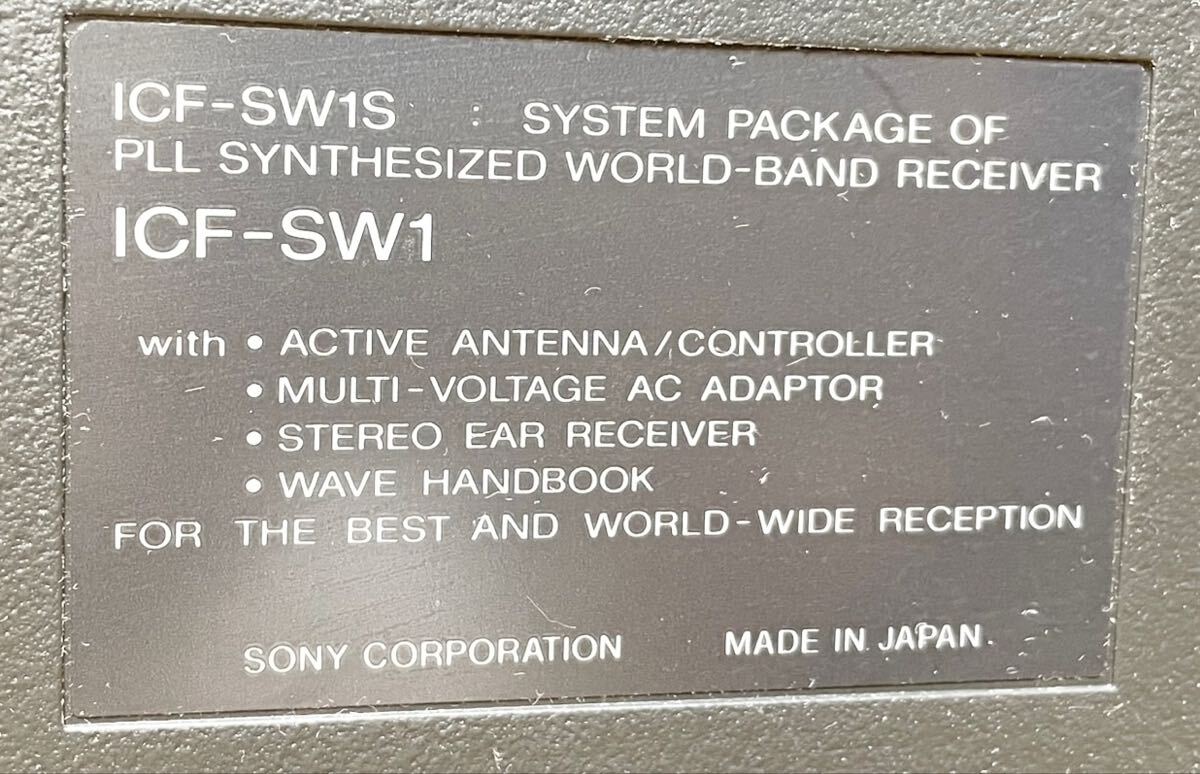 ICF-SW1S : SYSTEM PACKAGE OF
PLL SYNTHESIZED WORLD-BAND RECEIVER
ICF-SW1
with • ACTIVE ANTENNA/CONTROLLER
• MULTI-VOLTAGE AC ADAPTOR
• STEREO EAR RECEIVER
• WAVE HANDBOOK
FOR THE BEST AND WORLD-WIDE RECEPTION
SONY CORPORATION MADE IN JAPAN